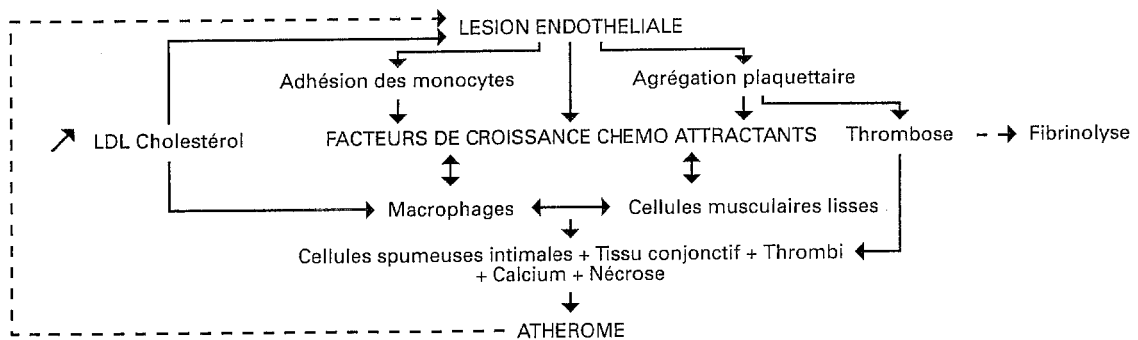 LESION ENDOTHELIALE
Adhésion des monocytes
Agrégation plaquettaire
LDL Cholestérol
FACTEURS DE CROISSANCE CHEMO ATTRACTANTS
Thrombose
Fibrinolyse
Macrophages
Cellules musculaires lisses
Cellules spumeuses intimales + Tissu conjonctif + Thrombi
+ Calcium + Nécrose
ATHEROME